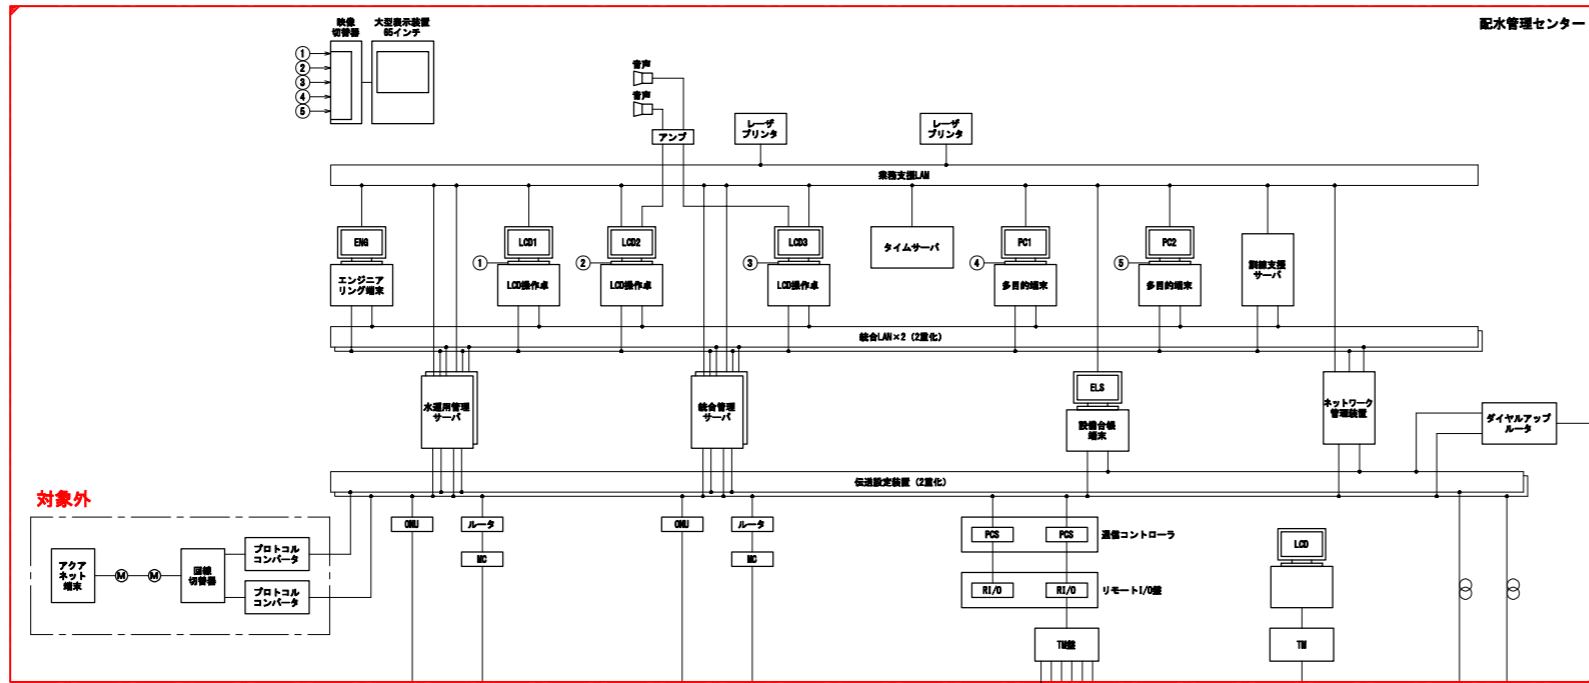 配水管理センター
映像
切替器
大型表示装置
65インチ
①
②
③
④
⑤
音声
音声
アンプ
レーザ
プリンタ
レーザ
プリンタ
業務支援LAN
ENG
エンジニア
リング端末
LCD1
①
LCD操作卓
LCD2
②
LCD操作卓
LCD3
③
LCD操作卓
タイムサーバ
PC1
④
多目的端末
PC2
⑤
多目的端末
訓練支援
サーバ
統合LAN×2 (2重化)
水運用管理
サーバ
統合管理
サーバ
ELS
設備台帳
端末
ネットワーク
管理装置
ダイヤルアップ
ルータ
伝送設定装置 (2重化)
対象外
アクア
ネット
端末
M
M
回線
切替器
プロトコル
コンバータ
プロトコル
コンバータ
ONU
ルータ
MC
ONU
ルータ
MC
PCS
PCS
通信コントローラ
RI/O
RI/O
リモートI/O盤
TM盤
LCD
TM